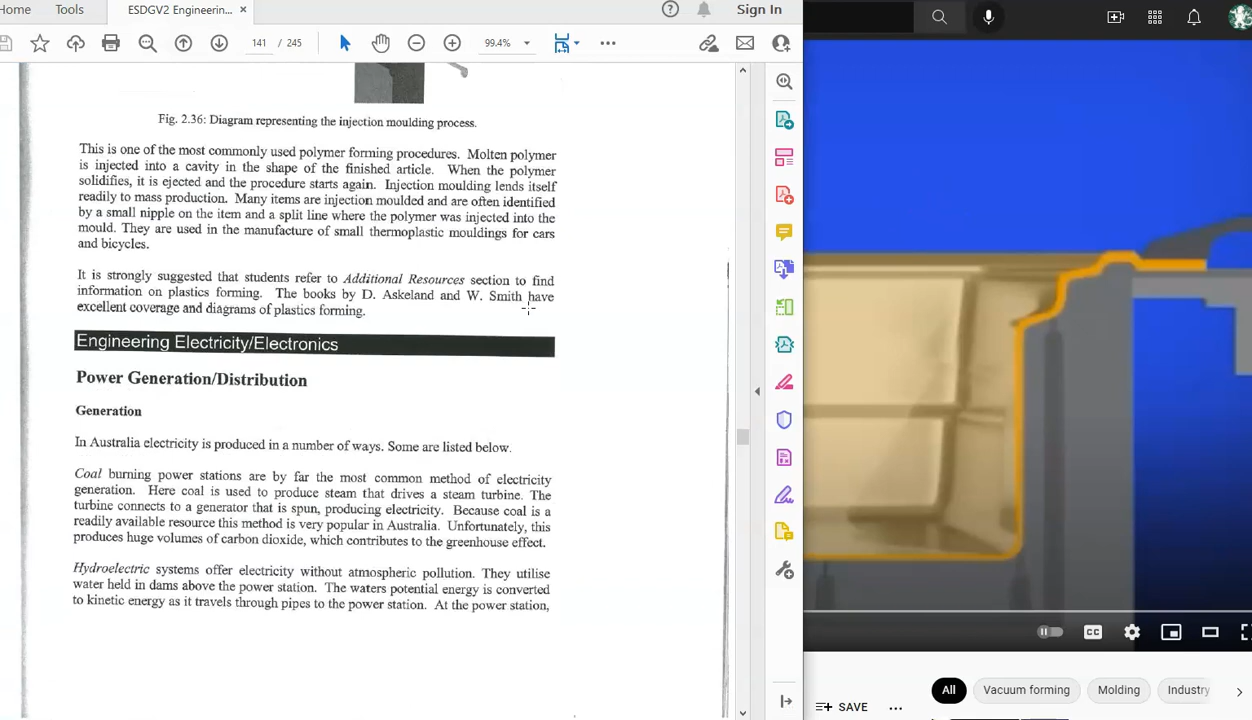 Home
Tools
ESDGV2 Engineerin...
Sign In
141 / 245
99.4%
Fig. 2.36: Diagram representing the injection moulding process.
This is one of the most commonly used polymer forming procedures. Molten polymer
is injected into a cavity in the shape of the finished article. When the polymer
solidifies, it is ejected and the procedure starts again. Injection moulding lends itself
readily to mass production. Many items are injection moulded and are often identified
by a small nipple on the item and a split line where the polymer was injected into the
mould. They are used in the manufacture of small thermoplastic mouldings for cars
and bicycles.
It is strongly suggested that students refer to Additional Resources section to find
information on plastics forming. The books by D. Askeland and W. Smith have
excellent coverage and diagrams of plastics forming.
Engineering Electricity/Electronics
Power Generation/Distribution
Generation
In Australia electricity is produced in a number of ways. Some are listed below.
Coal burning power stations are by far the most common method of electricity
generation. Here coal is used to produce steam that drives a steam turbine. The
turbine connects to a generator that is spun, producing electricity. Because coal is a
readily available resource this method is very popular in Australia. Unfortunately, this
produces huge volumes of carbon dioxide, which contributes to the greenhouse effect.
Hydroelectric systems offer electricity without atmospheric pollution. They utilise
water held in dams above the power station. The waters potential energy is converted
to kinetic energy as it travels through pipes to the power station. At the power station,
CC
All
Vacuum forming
Molding
Industry
SAVE